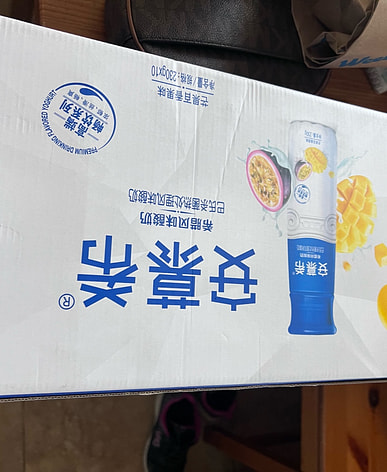 安慕希®
希腊风味酸奶
巴氏杀菌热处理风味酸奶
高端
畅饮系列
PREMIUM DRINKING FLAVORED YOGHURT
芒果百香果味
净含量/规格：230g×10
安慕希